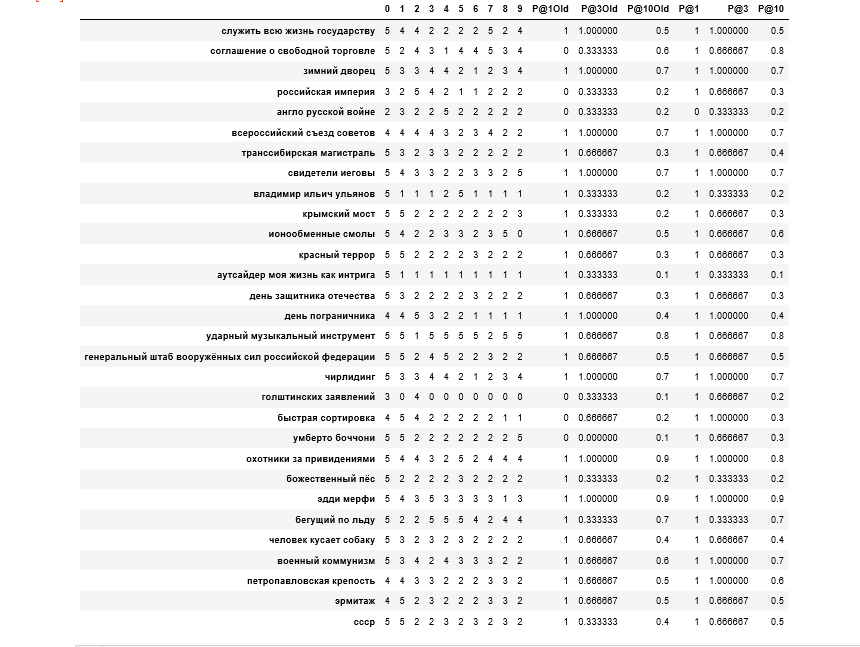 0 1 2 3 4 5 6 7 8 9 P@1Old P@3Old P@10Old P@1 P@3 P@10
служить всю жизнь государству 5 4 4 2 2 2 2 5 2 4 1 1.000000 0.5 1 1.000000 0.5
соглашение о свободной торговле 5 2 4 3 1 4 4 5 3 4 0 0.333333 0.6 1 0.666667 0.8
зимний дворец 5 3 3 4 4 2 1 2 3 4 1 1.000000 0.7 1 1.000000 0.7
российская империя 3 2 5 4 2 1 1 2 2 2 0 0.333333 0.2 1 0.666667 0.3
англо русской войне 2 3 2 2 5 2 2 2 2 2 0 0.333333 0.2 0 0.333333 0.2
всероссийский съезд советов 4 4 4 4 3 2 3 4 2 2 1 1.000000 0.7 1 1.000000 0.7
транссибирская магистраль 5 3 2 3 3 2 2 2 2 2 1 0.666667 0.3 1 0.666667 0.4
свидетели иеговы 5 4 3 3 2 2 3 3 2 5 1 1.000000 0.7 1 1.000000 0.7
владимир ильич ульянов 5 1 1 1 2 5 1 1 1 1 1 0.333333 0.2 1 0.333333 0.2
крымский мост 5 5 2 2 2 2 2 2 2 3 1 0.333333 0.2 1 0.666667 0.3
ионообменные смолы 5 4 2 2 3 3 2 3 5 0 1 0.666667 0.5 1 0.666667 0.6
красный террор 5 5 2 2 2 2 3 2 2 2 1 0.666667 0.3 1 0.666667 0.3
аутсайдер моя жизнь как интрига 5 1 1 1 1 1 1 1 1 1 1 0.333333 0.1 1 0.333333 0.1
день защитника отечества 5 3 2 2 2 2 3 2 2 2 1 0.666667 0.3 1 0.666667 0.3
день пограничника 4 4 5 3 2 2 1 1 1 1 1 1.000000 0.4 1 1.000000 0.4
ударный музыкальный инструмент 5 5 1 5 5 5 5 2 5 5 1 0.666667 0.8 1 0.666667 0.8
генеральный штаб вооружённых сил российской федерации 5 5 2 4 5 2 2 3 2 2 1 0.666667 0.5 1 0.666667 0.5
чирлидинг 5 3 3 4 4 2 1 2 3 4 1 1.000000 0.7 1 1.000000 0.7
голштинских заявлений 3 0 4 0 0 0 0 0 0 0 0 0.333333 0.1 1 0.666667 0.2
быстрая сортировка 4 5 4 2 2 2 2 2 1 1 0 0.666667 0.2 1 1.000000 0.3
умберто боччони 5 5 2 2 2 2 2 2 2 5 0 0.000000 0.1 1 0.666667 0.3
охотники за привидениями 5 4 4 3 2 5 2 4 4 4 1 1.000000 0.9 1 1.000000 0.8
божественный пёс 5 2 2 2 2 3 2 2 2 2 1 0.333333 0.2 1 0.333333 0.2
эдди мерфи 5 4 3 5 3 3 3 3 1 3 1 1.000000 0.9 1 1.000000 0.9
бегущий по льду 5 2 2 5 5 5 4 2 4 4 1 0.333333 0.7 1 0.333333 0.7
человек кусает собаку 5 3 2 3 2 3 2 2 2 2 1 0.666667 0.4 1 0.666667 0.4
военный коммунизм 5 3 4 2 4 3 3 3 2 2 1 0.666667 0.6 1 1.000000 0.7
петропавловская крепость 4 4 3 3 2 2 2 3 3 2 1 0.666667 0.5 1 1.000000 0.6
эрмитаж 4 5 2 3 2 2 2 3 3 2 1 0.666667 0.5 1 0.666667 0.5
ссср 5 5 2 2 3 2 3 2 3 2 1 0.333333 0.4 1 0.666667 0.5